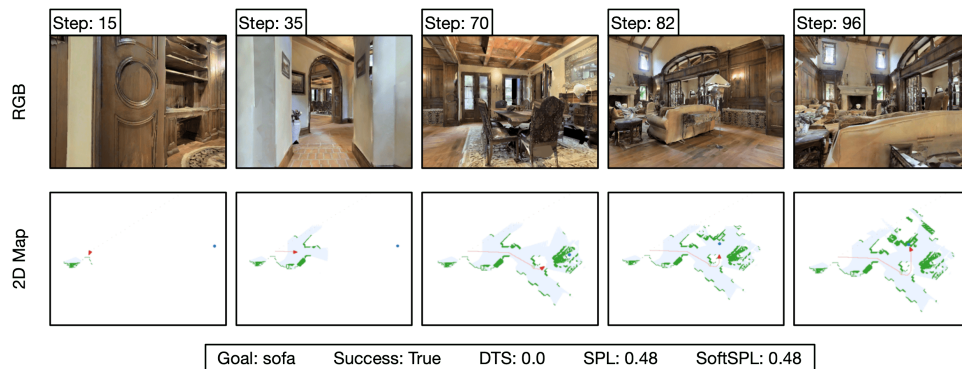 Step: 15
Step: 35
Step: 70
Step: 82
Step: 96
RGB
2D Map
Goal: sofa Success: True DTS: 0.0 SPL: 0.48 SoftSPL: 0.48